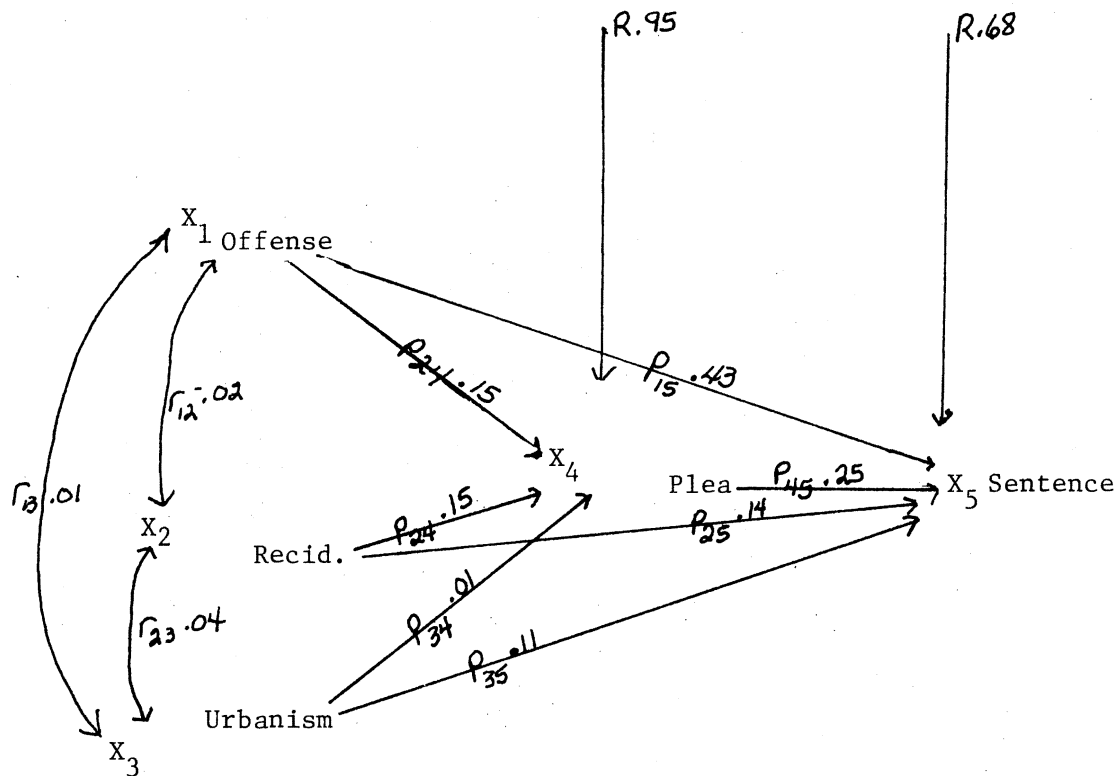 R.95
R.68
X1 Offense
P241.15
P15 .43
r12-.02
X4
r13.01
Plea
P45.25
X5 Sentence
P24.15
P25.14
X2
Recid.
.01
P34
r23.04
P35.11
Urbanism
X3